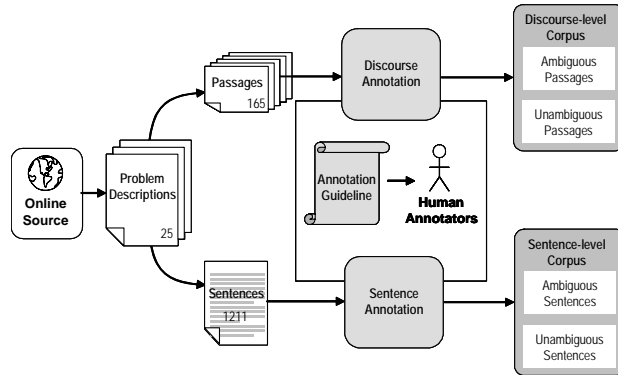 Online
Source
Problem
Descriptions
25
Passages
165
Sentences
1211
Discourse
Annotation
Annotation
Guideline
Human
Annotators
Sentence
Annotation
Discourse-level
Corpus
Ambiguous
Passages
Unambiguous
Passages
Sentence-level
Corpus
Ambiguous
Sentences
Unambiguous
Sentences